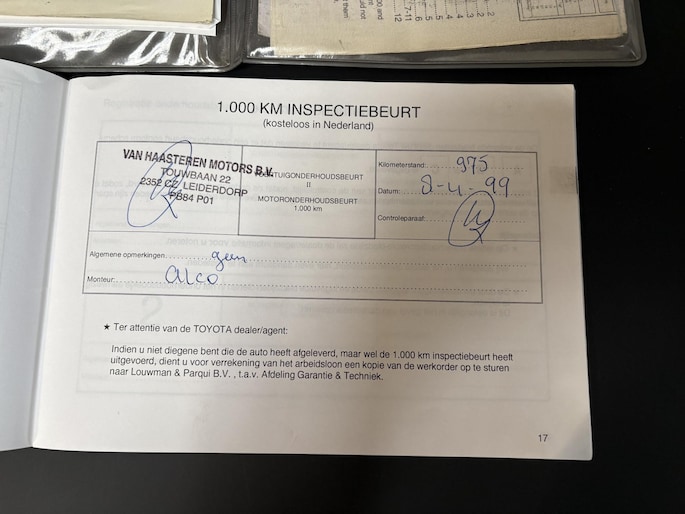 1.000 KM INSPECTIEBEURT
(kosteloos in Nederland)
VAN HAASTEREN MOTORS B.V.
TOUWBAAN 22
2352 CZ LEIDERDORP
PB84 P01
II
MOTORONDERHOUDSBEURT
1.000 km
Kilometerstand: 975
Datum: 8-4-99
Controleparaaf:
Algemene opmerkingen: geen
Monteur: alco
★ Ter attentie van de TOYOTA dealer/agent:
Indien u niet diegene bent die de auto heeft afgeleverd, maar wel de 1.000 km inspectiebeurt heeft
uitgevoerd, dient u voor verrekening van het arbeidsloon een kopie van de werkorder op te sturen
naar Louwman & Parqui B.V., t.a.v. Afdeling Garantie & Techniek.
17